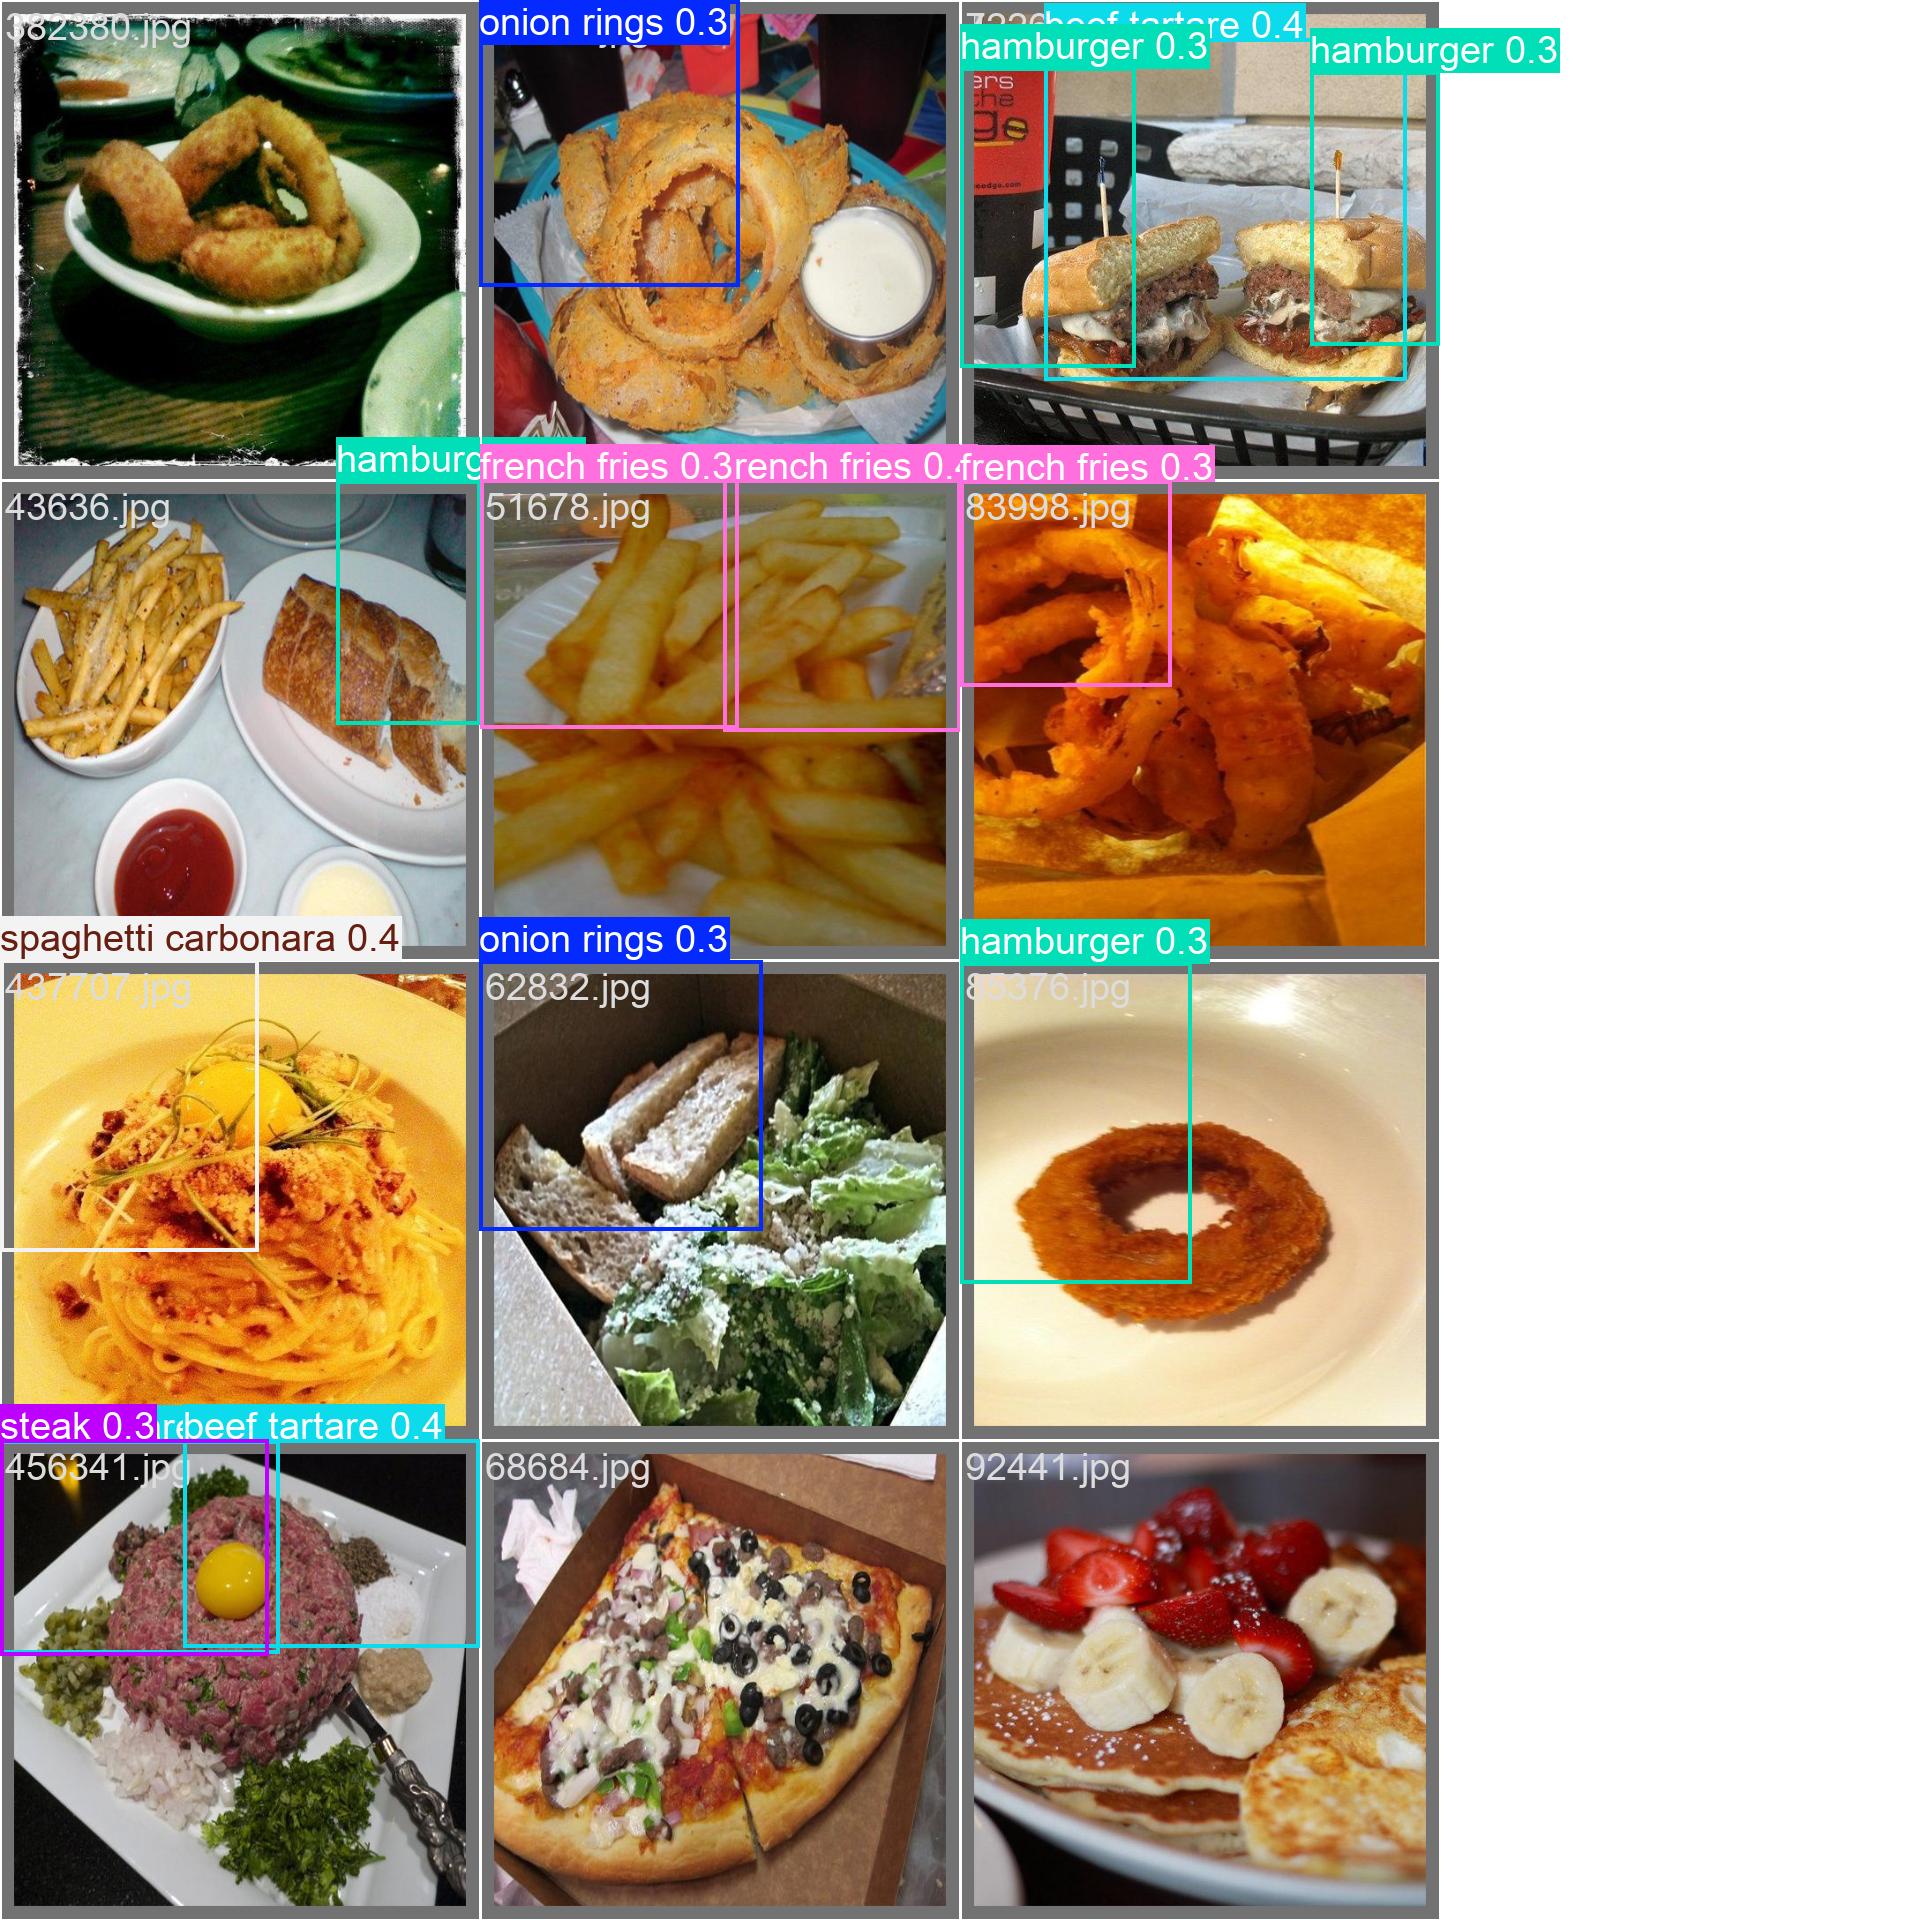 382380.jpg
onion rings 0.3
beef tartare 0.4
hamburger 0.3
hamburger 0.3
ers
the
ge
hamburg
french fries 0.3
rench fries 0.
french fries 0.3
43636.jpg
51678.jpg
83998.jpg
spaghetti carbonara 0.4
onion rings 0.3
hamburger 0.3
437707.jpg
62832.jpg
85376.jpg
steak 0.3
beef tartare 0.4
456341.jpg
68684.jpg
92441.jpg